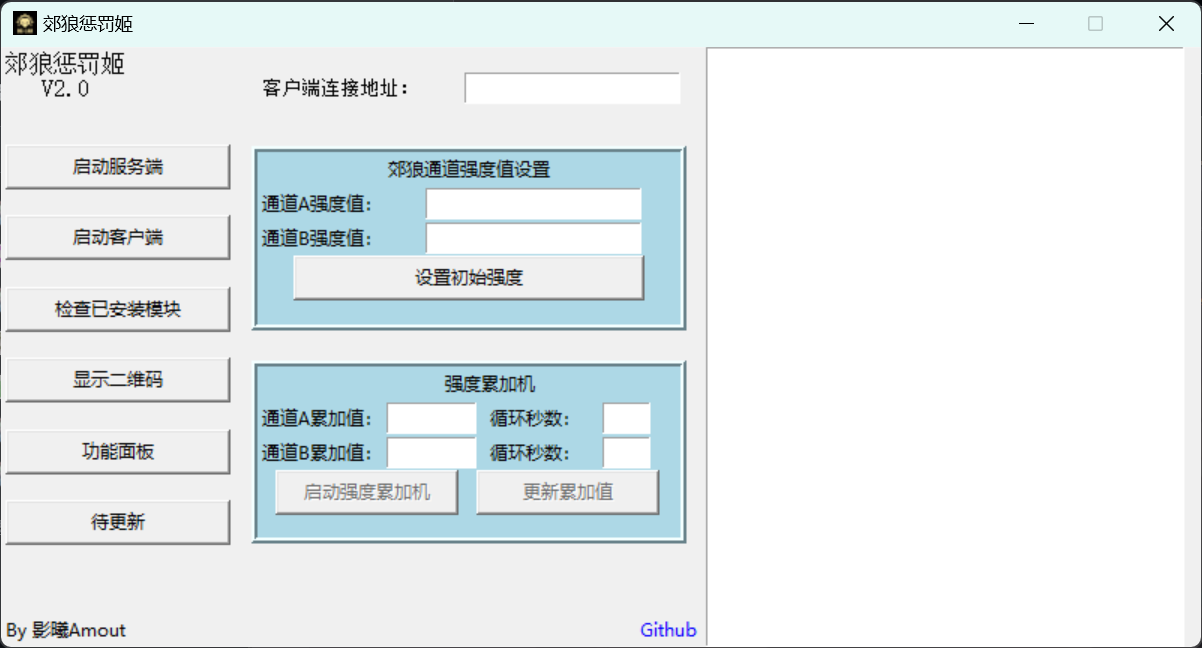 郊狼惩罚姬
郊狼惩罚姬
V2.0
客户端连接地址：
启动服务端
启动客户端
检查已安装模块
显示二维码
功能面板
待更新
郊狼通道强度值设置
通道A强度值：
通道B强度值：
设置初始强度
强度累加机
通道A累加值： 循环秒数：
通道B累加值： 循环秒数：
启动强度累加机 更新累加值
By 影曦Amout
Github